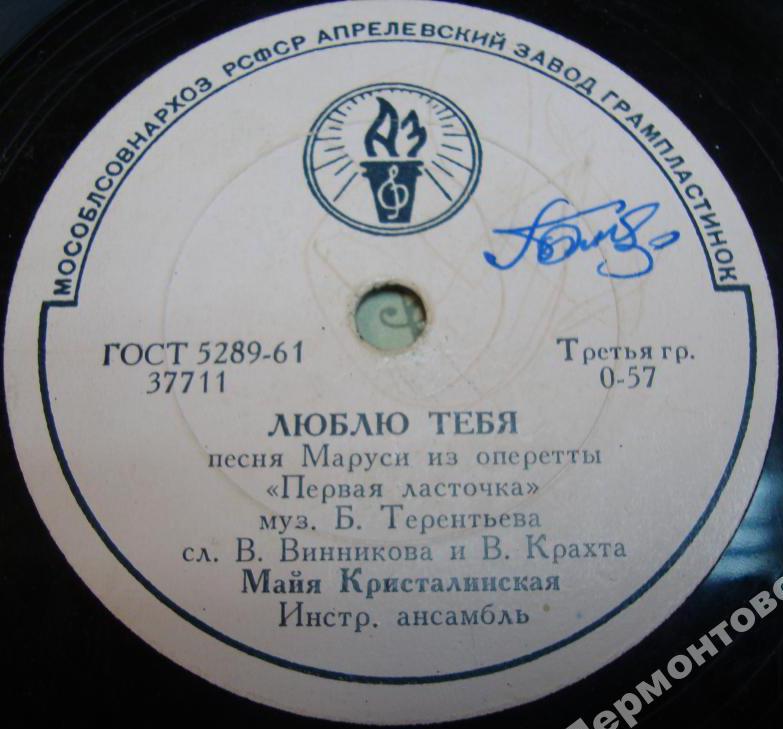 МОСОБЛСОВНАРХОЗ РСФСР АПРЕЛЕВСКИЙ ЗАВОД ГРАМПЛАСТИНОК
АЗ
ГОСТ 5289-61
37711
Третья гр.
0-57
ЛЮБЛЮ ТЕБЯ
песня Маруси из оперетты
«Первая ласточка»
муз. Б. Терентьева
сл. В. Винникова и В. Крахта
Майя Кристалинская
Инстр. ансамбль